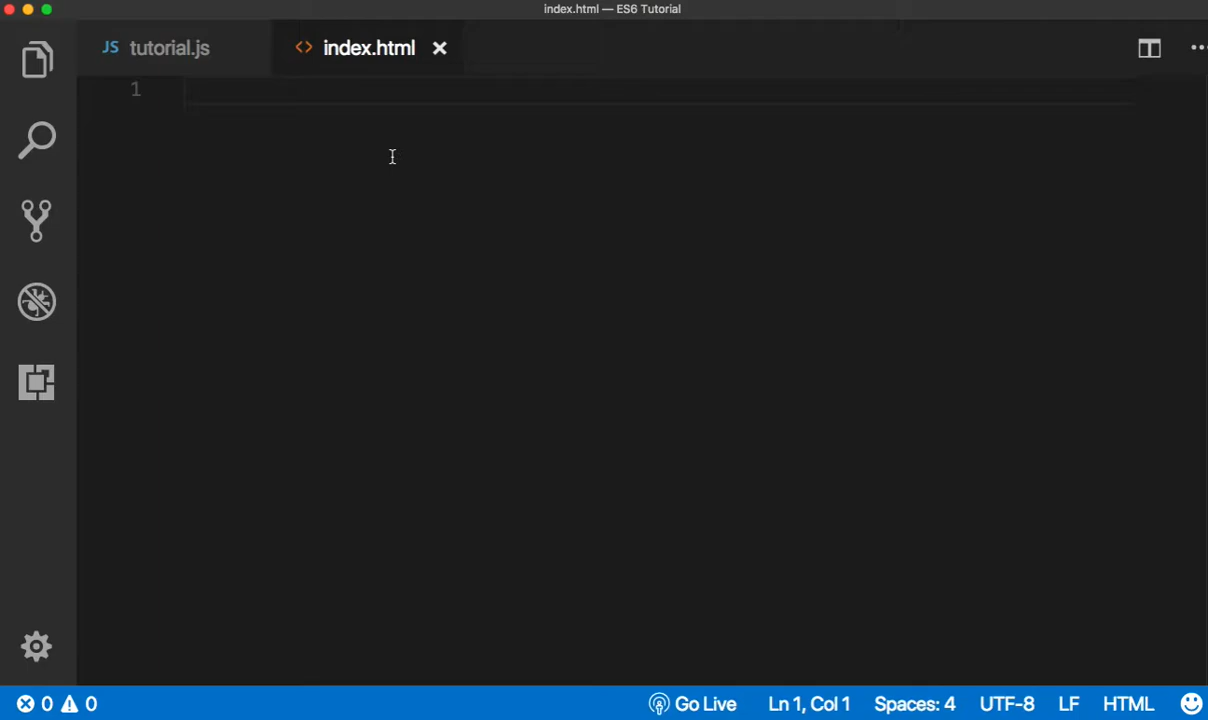 index.html — ES6 Tutorial
JS tutorial.js
<> index.html
1
0 0 Go Live Ln 1, Col 1 Spaces: 4 UTF-8 LF HTML